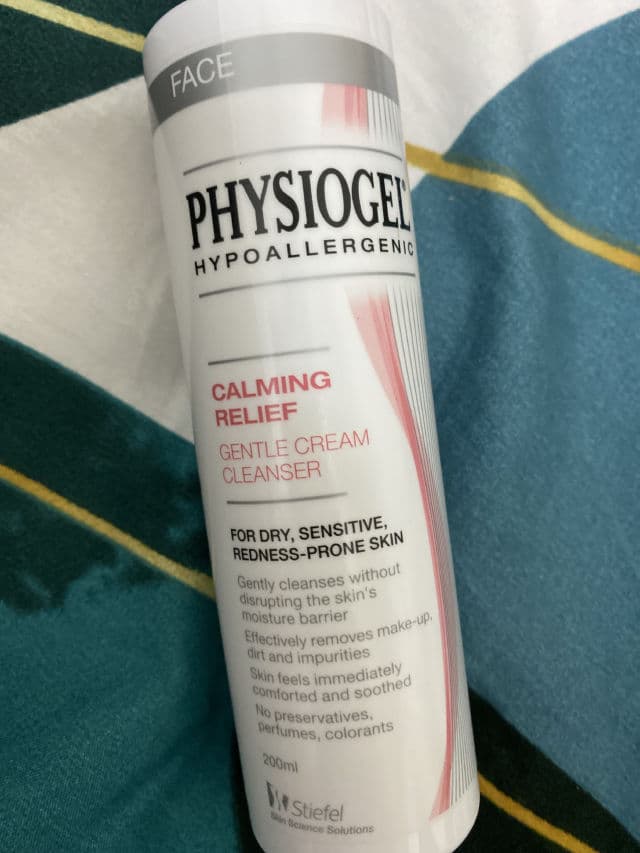 FACE
PHYSIOGEL®
HYPOALLERGENIC
CALMING
RELIEF
GENTLE CREAM
CLEANSER
FOR DRY, SENSITIVE,
REDNESS-PRONE SKIN
Gently cleanses without
disrupting the skin's
moisture barrier
Effectively removes make-up,
dirt and impurities
Skin feels immediately
comforted and soothed
No preservatives,
perfumes, colorants
200ml
Stiefel
Skin Science Solutions